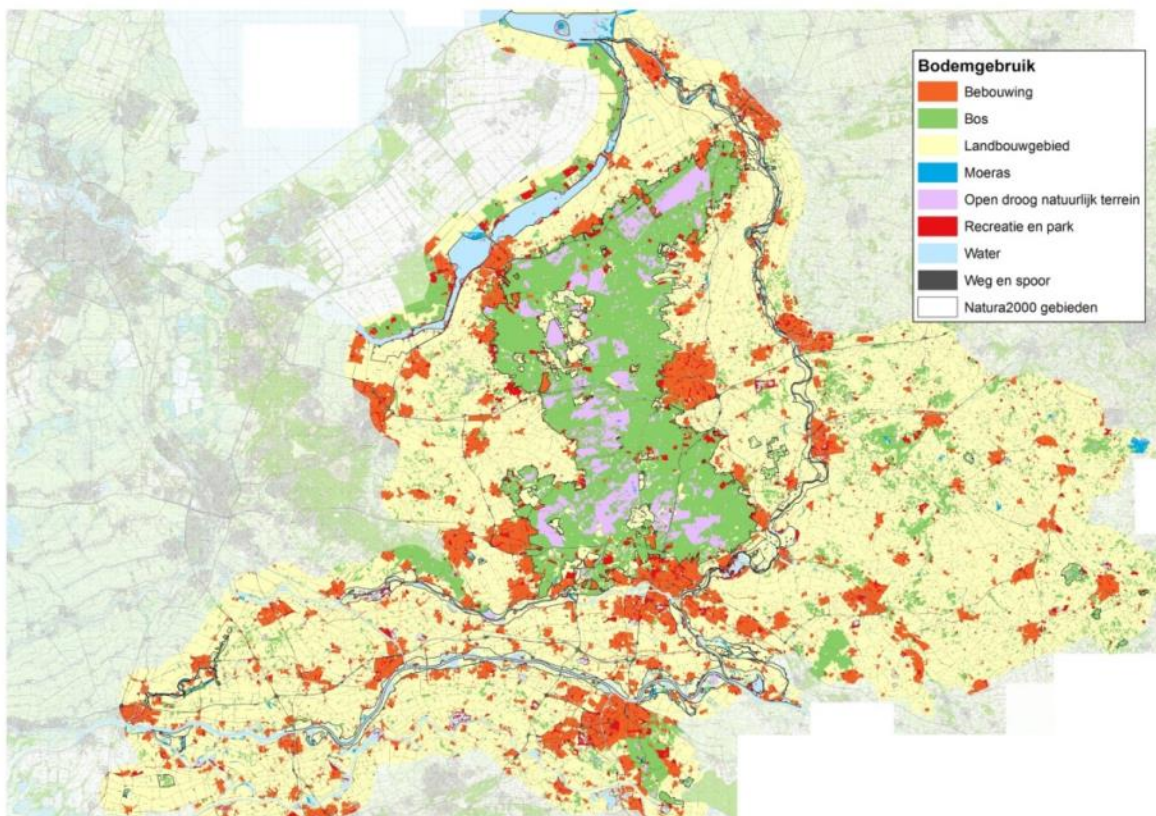 Bodemgebruik
Bebouwing
Bos
Landbouwgebied
Moeras
Open droog natuurlijk terrein
Recreatie en park
Water
Weg en spoor
Natura2000 gebieden